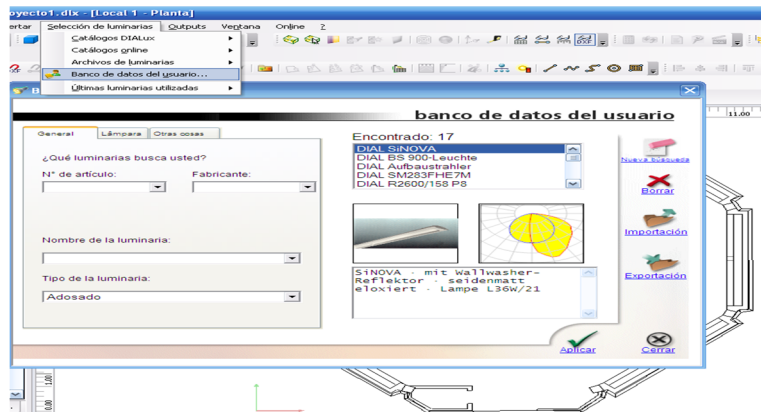 oyecto1.dlx - [Local 1 - Planta]
ertar Selección de luminarias Outputs Ventana Online ?
Catálogos DIALux
Catálogos online
Archivos de luminarias
Banco de datos del usuario...
Últimas luminarias utilizadas
B
banco de datos del usuario
11.00
General Lámpara Otras cosas
¿Qué luminarias busca usted?
N° de artículo: Fabricante:
Nombre de la luminaria:
Tipo de la luminaria:
Adosado
Encontrado: 17
DIAL SiNOVA
DIAL BS 900-Leuchte
DIAL Aufbaustrahler
DIAL SM283FHE7M
DIAL R2600/158 P8
SiNOVA - mit Wallwasher-
Reflektor - seidenmatt
eloxiert - Lampe L36W/21
Nueva búsqueda
Borrar
Importación
Exportación
Aplicar
Cerrar
1.00
0.00